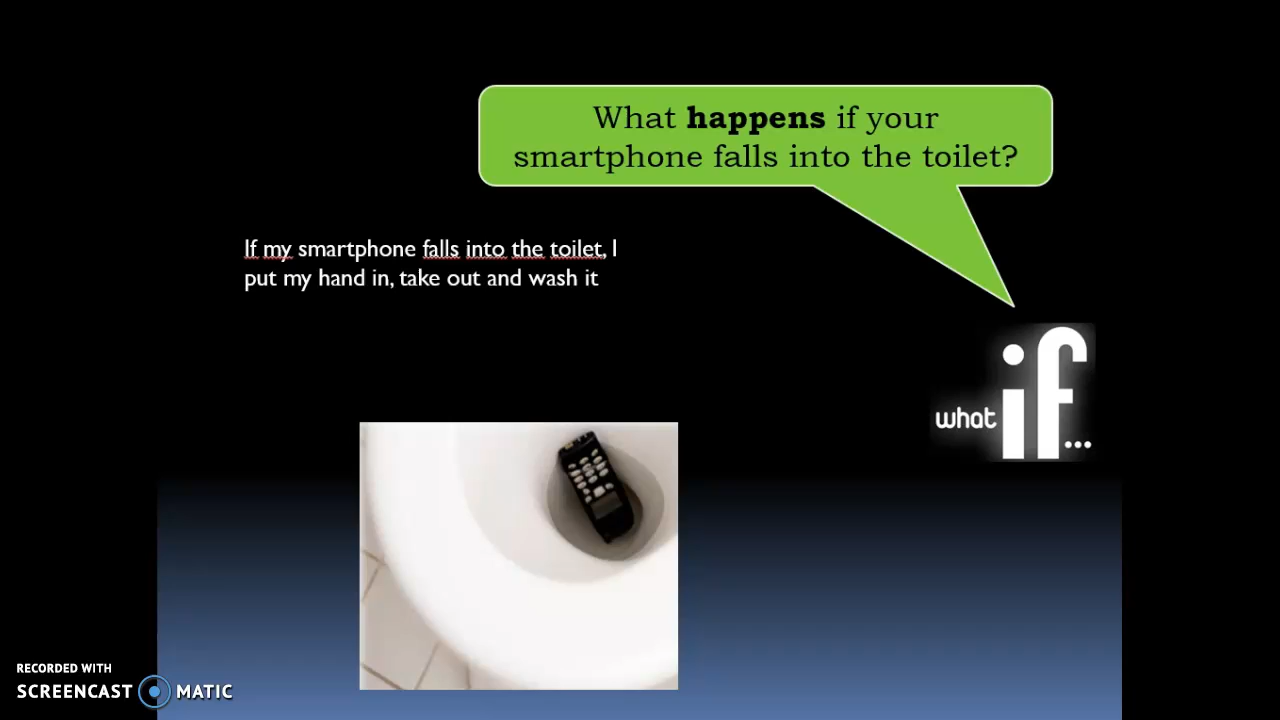 What happens if your
smartphone falls into the toilet?
If my smartphone falls into the toilet, I
put my hand in, take out and wash it
what if...
RECORDED WITH
SCREENCAST MATIC